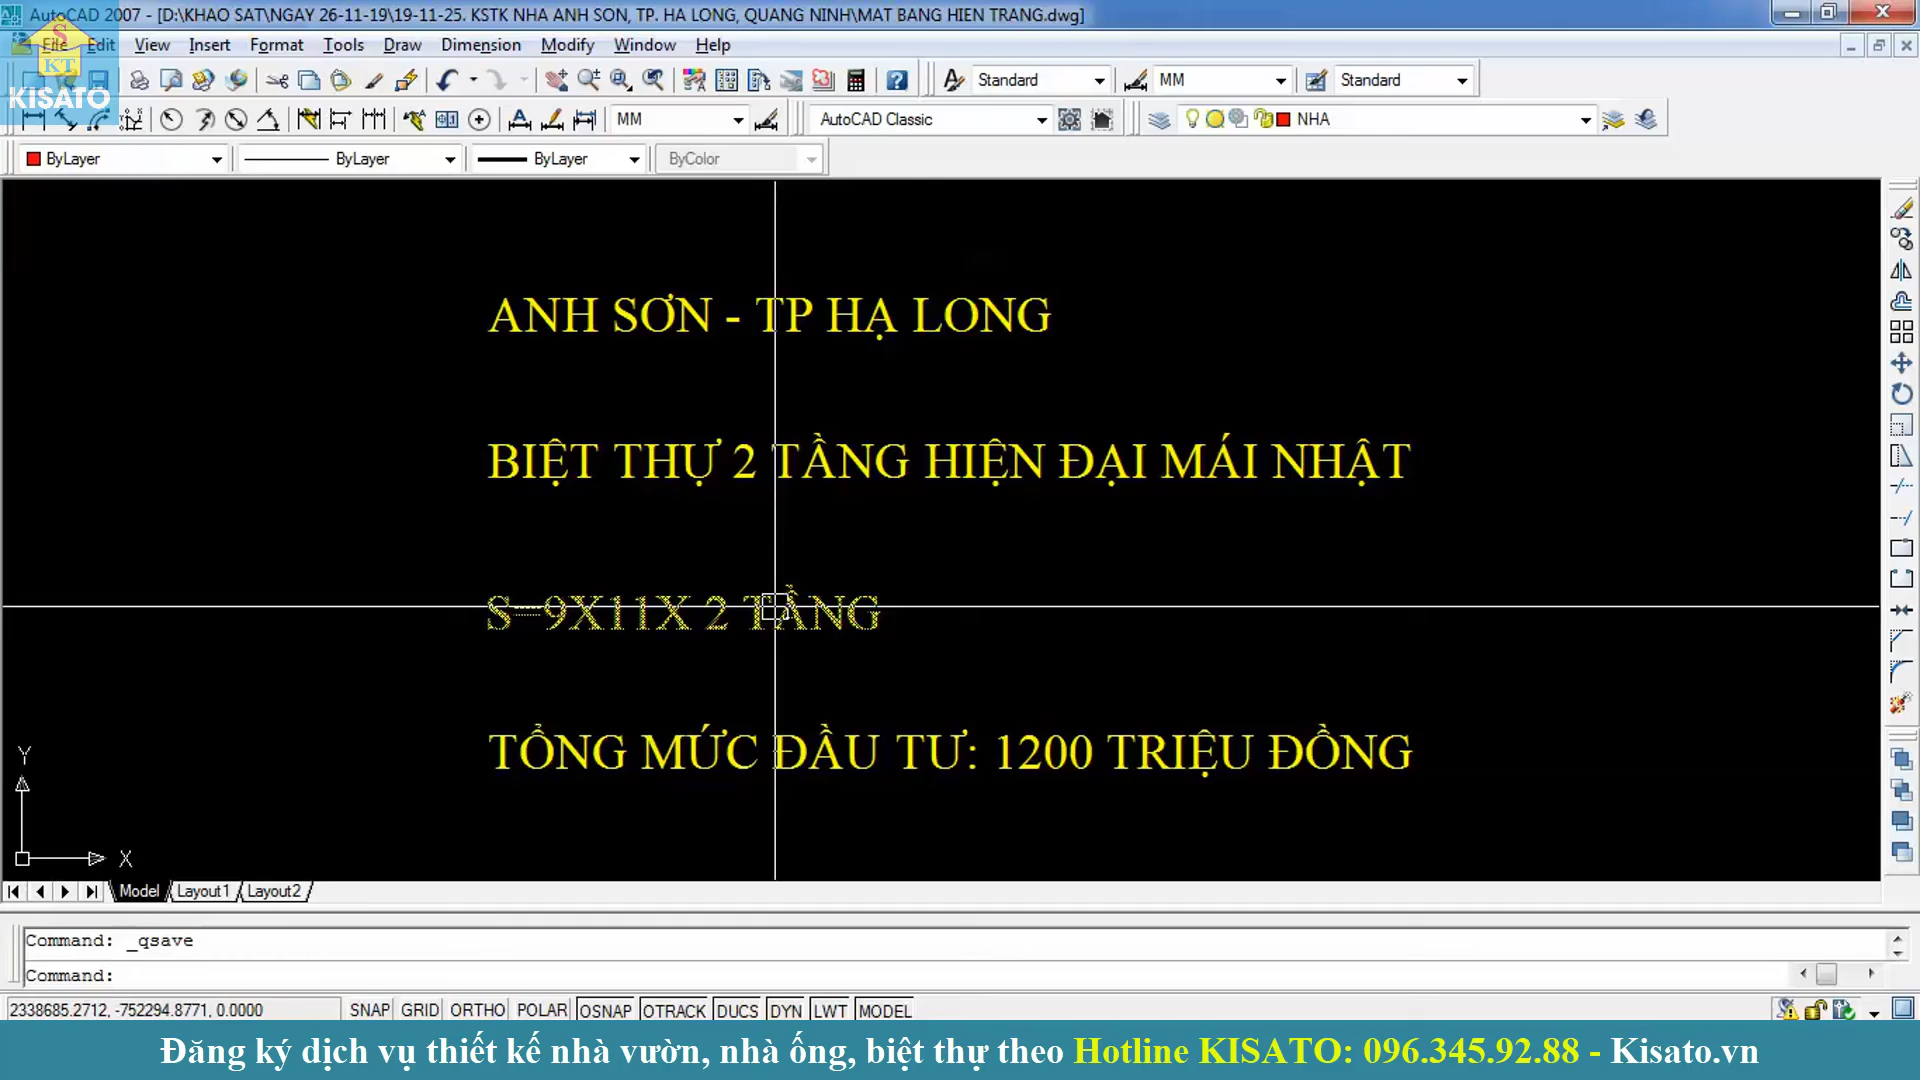 AutoCAD 2007 - [D:\KHAO SAT\NGAY 26-11-19\19-11-25. KSTK NHA ANH SON, TP. HA LONG, QUANG NINH\MAT BANG HIEN TRANG.dwg]
File Edit View Insert Format Tools Draw Dimension Modify Window Help
S
KT
KISATO
Standard MM Standard
MM AutoCAD Classic NHA
ByLayer ByLayer ByLayer ByColor
ANH SƠN - TP HẠ LONG
BIỆT THỰ 2 TẦNG HIỆN ĐẠI MÁI NHẬT
S=9X11X 2 TẦNG
TỔNG MỨC ĐẦU TƯ: 1200 TRIỆU ĐỒNG
Y
X
Model Layout1 Layout2
Command: _qsave
Command:
2338685.2712, -752294.8771, 0.0000 SNAP GRID ORTHO POLAR OSNAP OTRACK DUCS DYN LWT MODEL
Đăng ký dịch vụ thiết kế nhà vườn, nhà ống, biệt thự theo Hotline KISATO: 096.345.92.88 - Kisato.vn